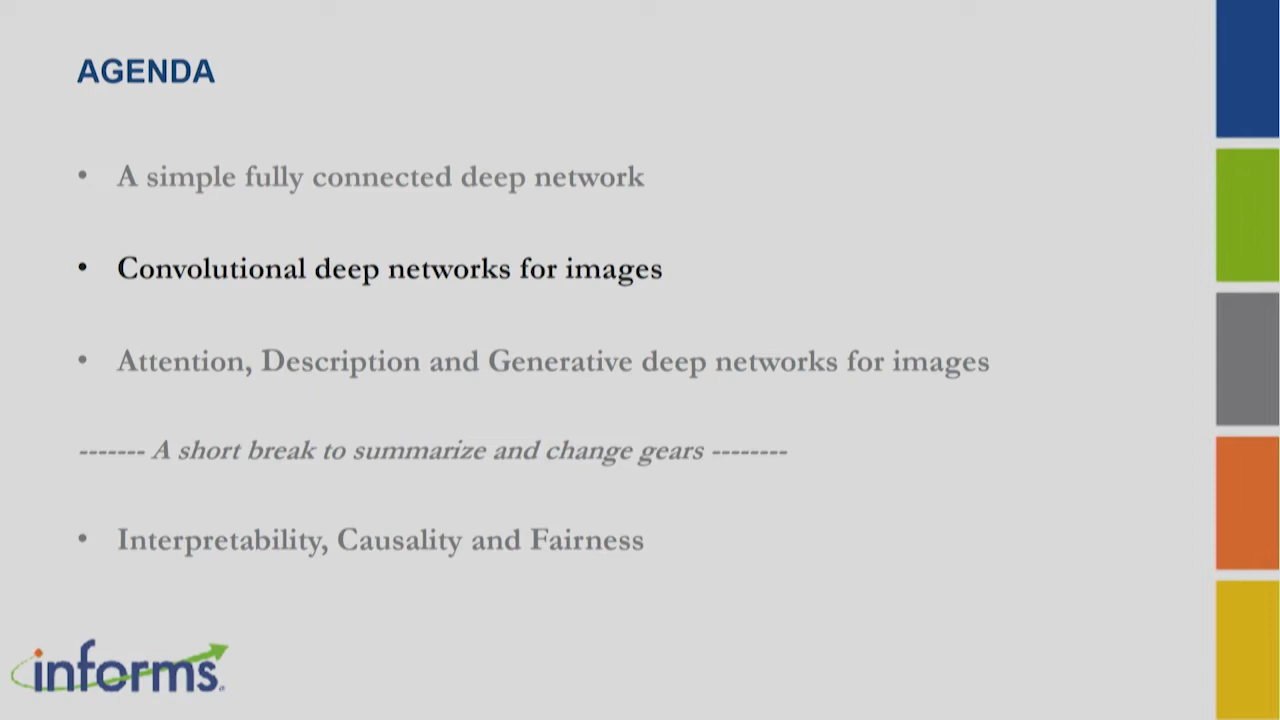 AGENDA
• A simple fully connected deep network
• Convolutional deep networks for images
• Attention, Description and Generative deep networks for images
------- A short break to summarize and change gears --------
• Interpretability, Causality and Fairness
informs